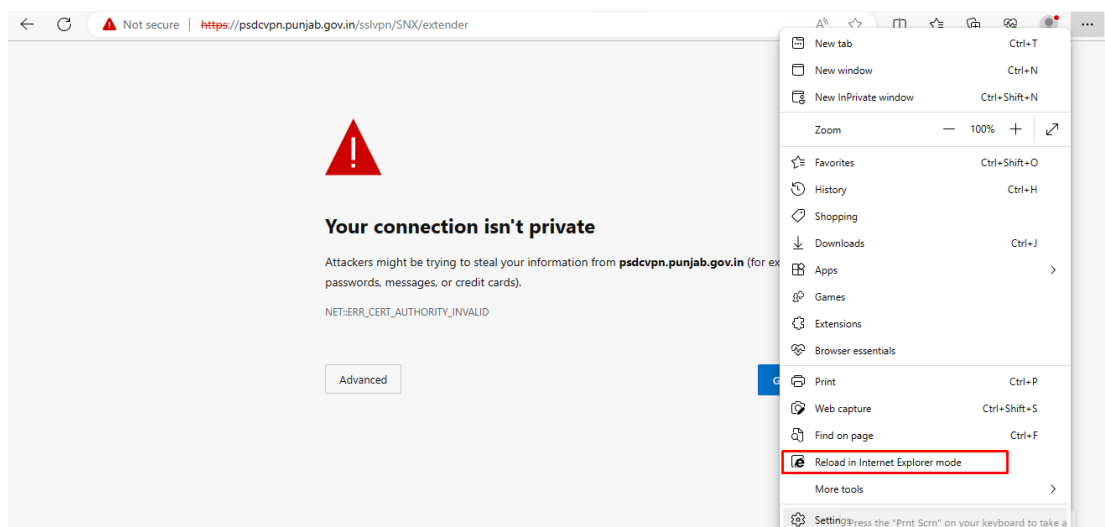 Not secure | https://psdcvpn.punjab.gov.in/sslvpn/SNX/extender
New tab Ctrl+T
New window Ctrl+N
New InPrivate window Ctrl+Shift+N
Zoom — 100% +
Favorites Ctrl+Shift+O
History Ctrl+H
Shopping
Downloads Ctrl+J
Apps
Games
Extensions
Browser essentials
Print Ctrl+P
Web capture Ctrl+Shift+S
Find on page Ctrl+F
Reload in Internet Explorer mode
More tools
Settings
Press the "Prnt Scrn" on your keyboard to take a
Your connection isn't private
Attackers might be trying to steal your information from psdcvpn.punjab.gov.in (for ex
passwords, messages, or credit cards).
NET::ERR_CERT_AUTHORITY_INVALID
Advanced
G